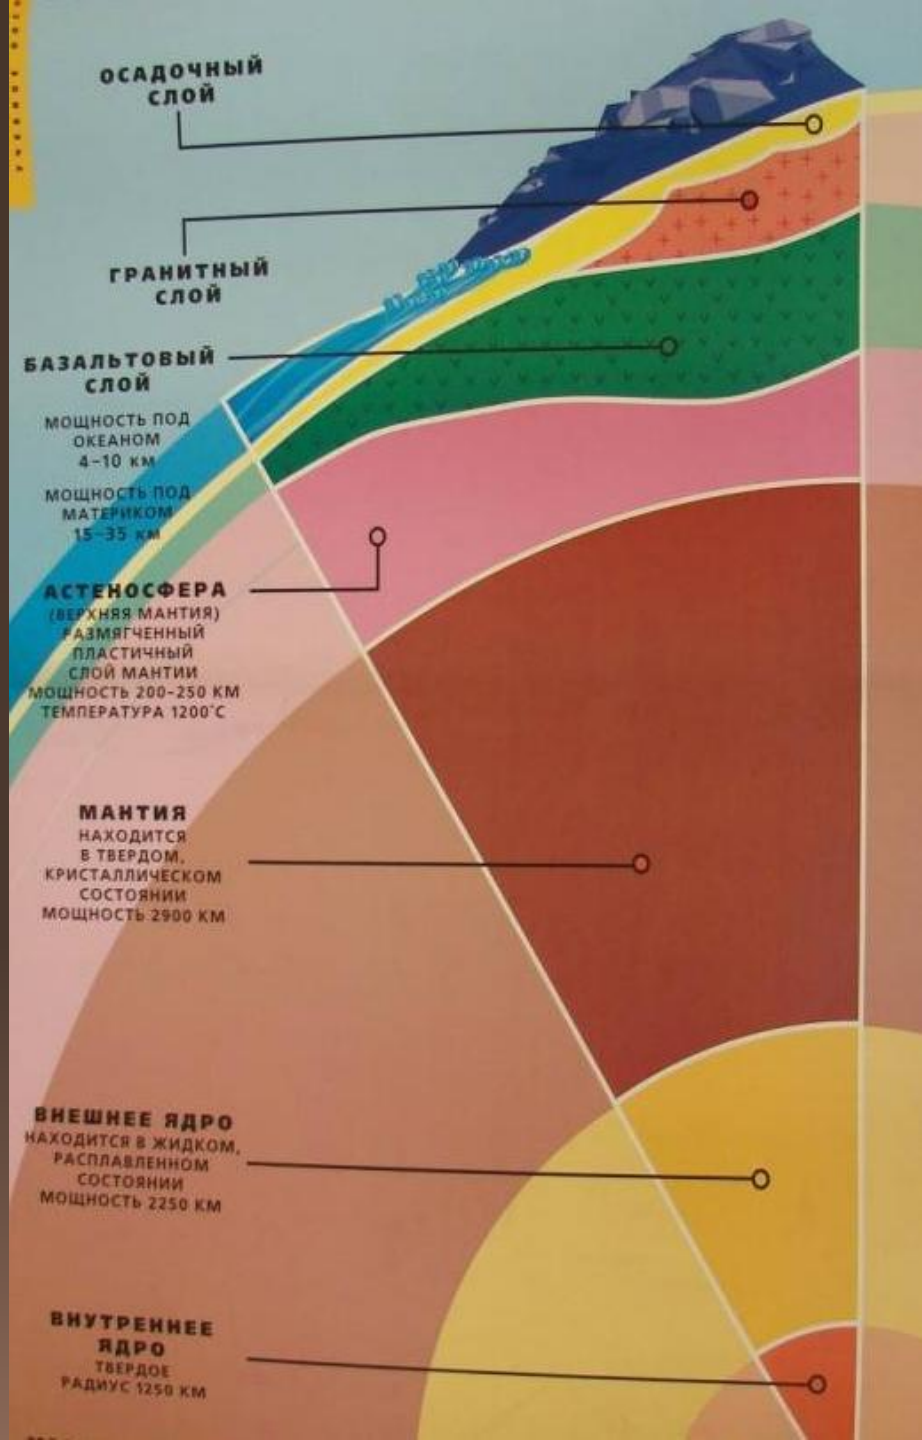 ОСАДОЧНЫЙ
СЛОЙ
ГРАНИТНЫЙ
СЛОЙ
БАЗАЛЬТОВЫЙ
СЛОЙ
МОЩНОСТЬ ПОД
ОКЕАНОМ
4-10 КМ
МОЩНОСТЬ ПОД
МАТЕРИКОМ
15-35 КМ
АСТЕНОСФЕРА
(ВЕРХНЯЯ МАНТИЯ)
РАЗМЯГЧЕННЫЙ
ПЛАСТИЧНЫЙ
СЛОЙ МАНТИИ
МОЩНОСТЬ 200-250 КМ
ТЕМПЕРАТУРА 1200°С
МАНТИЯ
НАХОДИТСЯ
В ТВЕРДОМ,
КРИСТАЛЛИЧЕСКОМ
СОСТОЯНИИ
МОЩНОСТЬ 2900 КМ
ВНЕШНЕЕ ЯДРО
НАХОДИТСЯ В ЖИДКОМ,
РАСПЛАВЛЕННОМ
СОСТОЯНИИ
МОЩНОСТЬ 2250 КМ
ВНУТРЕННЕЕ
ЯДРО
ТВЕРДОЕ
РАДИУС 1250 КМ